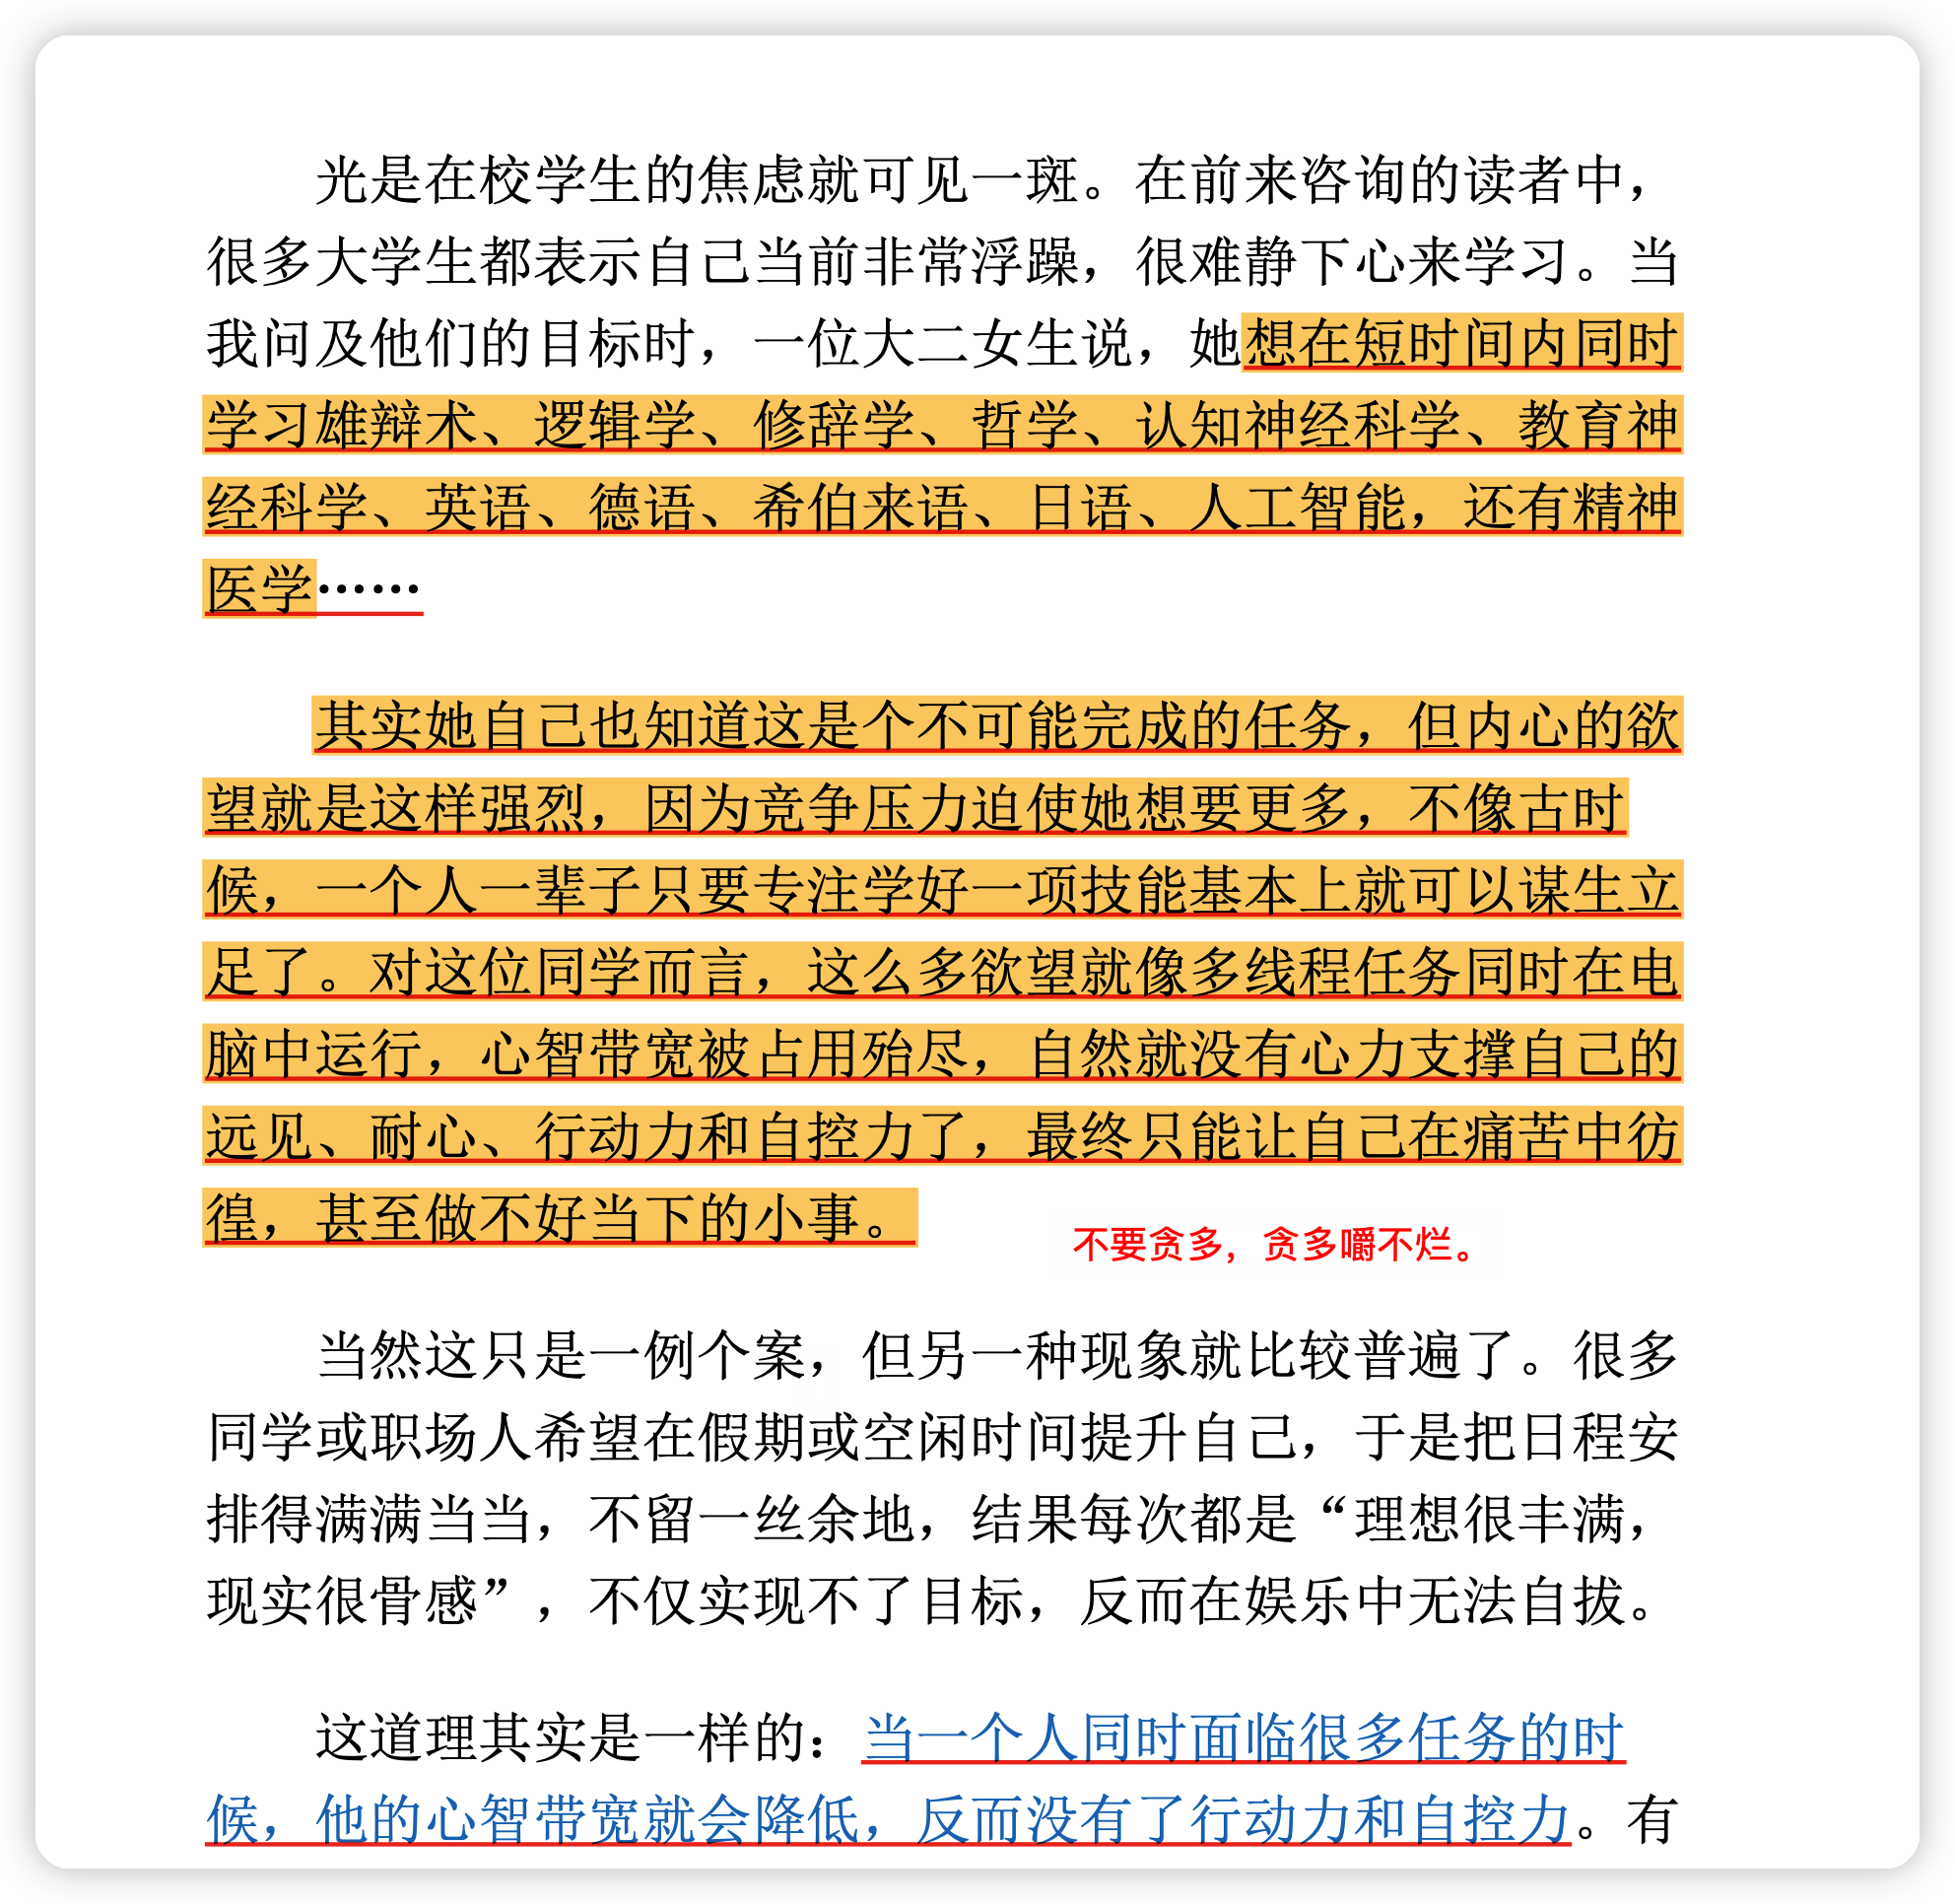 光是在校学生的焦虑就可见一斑。在前来咨询的读者中，
很多大学生都表示自己当前非常浮躁，很难静下心来学习。当
我问及他们的目标时，一位大二女生说，她想在短时间内同时
学习雄辩术、逻辑学、修辞学、哲学、认知神经科学、教育神
经科学、英语、德语、希伯来语、日语、人工智能，还有精神
医学……
其实她自己也知道这是个不可能完成的任务，但内心的欲
望就是这样强烈，因为竞争压力迫使她想要更多，不像古时
候，一个人一辈子只要专注学好一项技能基本上就可以谋生立
足了。对这位同学而言，这么多欲望就像多线程任务同时在电
脑中运行，心智带宽被占用殆尽，自然就没有心力支撑自己的
远见、耐心、行动力和自控力了，最终只能让自己在痛苦中彷
徨，甚至做不好当下的小事。
不要贪多，贪多嚼不烂。
当然这只是一例个案，但另一种现象就比较普遍了。很多
同学或职场人希望在假期或空闲时间提升自己，于是把日程安
排得满满当当，不留一丝余地，结果每次都是“理想很丰满，
现实很骨感”，不仅实现不了目标，反而在娱乐中无法自拔。
这道理其实是一样的：当一个人同时面临很多任务的时
候，他的心智带宽就会降低，反而没有了行动力和自控力。有